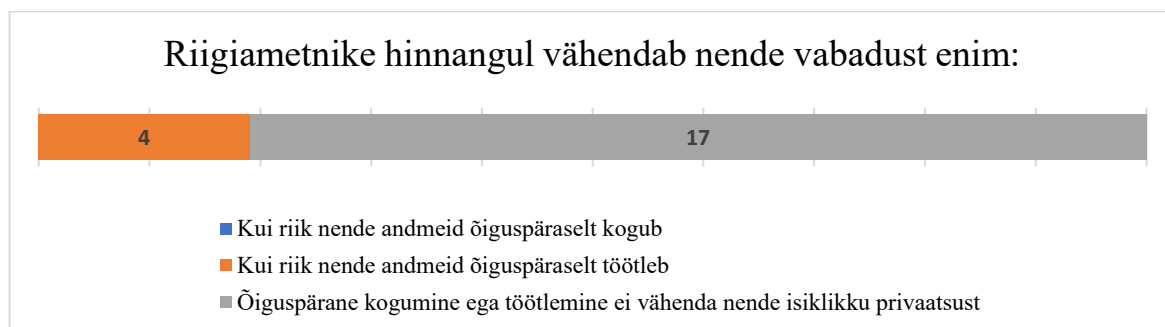 Riigiametnike hinnangul vähendab nende vabadust enim:
4 17
Kui riik nende andmeid õiguspäraselt kogub
Kui riik nende andmeid õiguspäraselt töötleb
Õiguspärane kogumine ega töötlemine ei vähenda nende isiklikku privaatsust